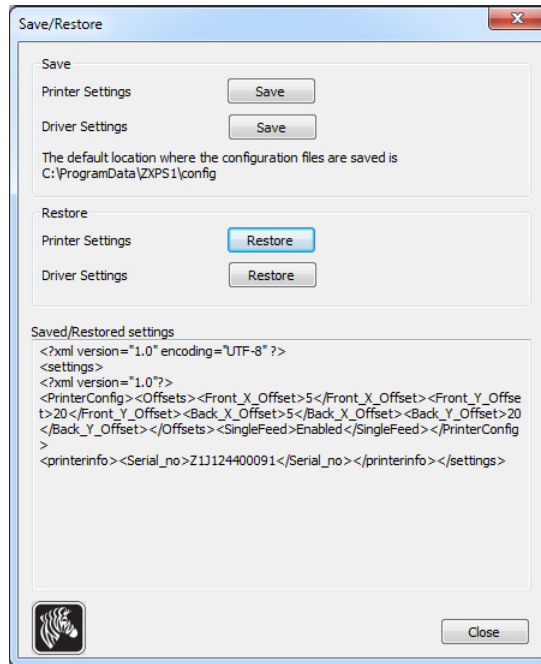 Save/Restore
Save
Printer Settings
Save
Driver Settings
Save
The default location where the configuration files are saved is
C:\ProgramData\ZXPS1\config
Restore
Printer Settings
Restore
Driver Settings
Restore
Saved/Restored settings
<?xml version="1.0" encoding="UTF-8" ?>
<settings>
<?xml version="1.0"?>
<PrinterConfig><Offsets><Front_X_Offset>5</Front_X_Offset><Front_Y_Offse
t>20</Front_Y_Offset><Back_X_Offset>5</Back_X_Offset><Back_Y_Offset>20
</Back_Y_Offset></Offsets><SingleFeed>Enabled</SingleFeed></PrinterConfig
>
<printerinfo><Serial_no>Z1J124400091</Serial_no></printerinfo></settings>
Close